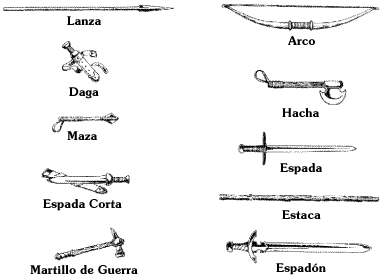 Lanza
Arco
Daga
Hacha
Maza
Espada
Espada Corta
Estaca
Martillo de Guerra
Espadón